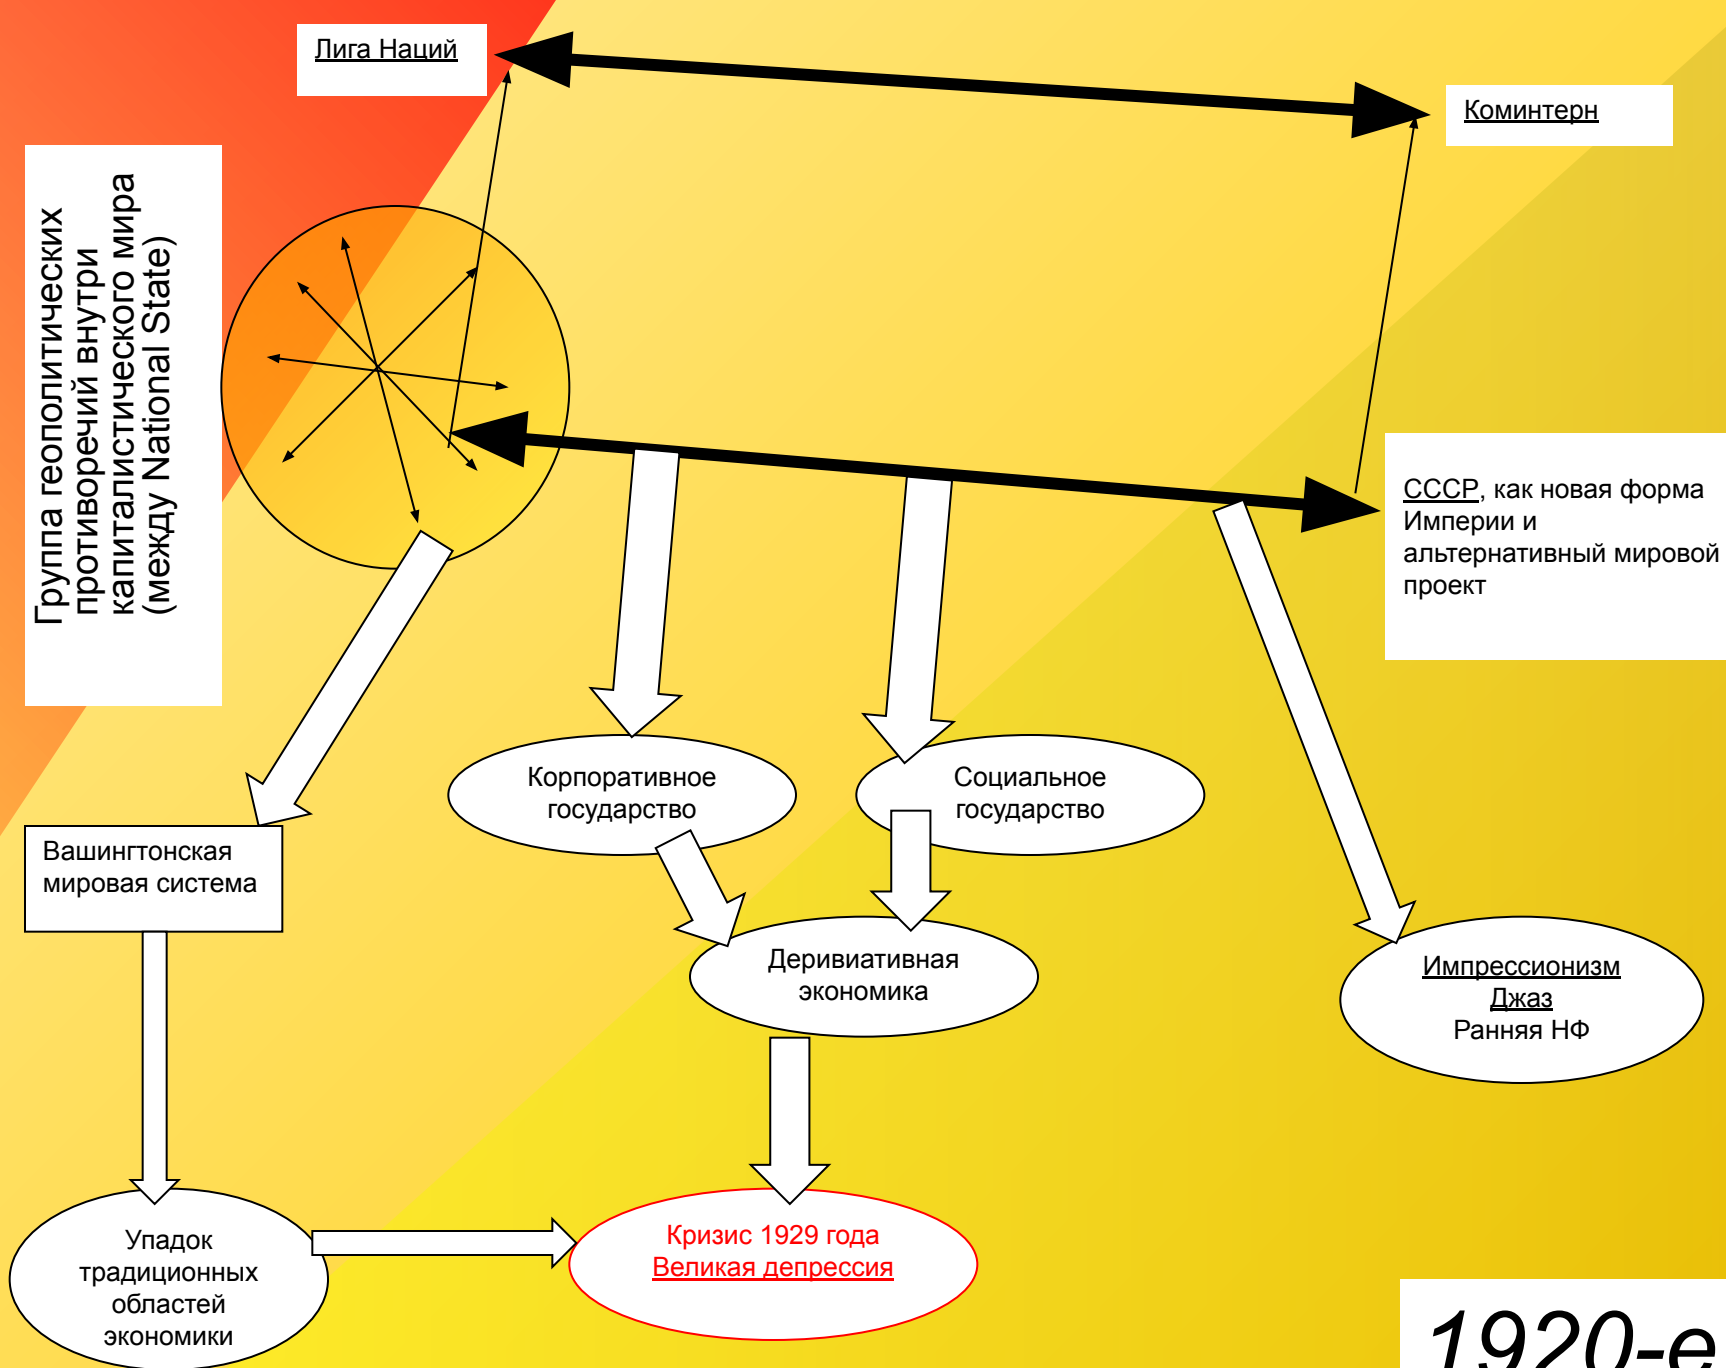 Лига Наций
Коминтерн
Группа геополитических
противоречий внутри
капиталистического мира
(между National State)
СССР, как новая форма
Империи и
альтернативный мировой
проект
Корпоративное
государство
Социальное
государство
Вашингтонская
мировая система
Деривиативная
экономика
Импрессионизм
Джаз
Ранняя НФ
Упадок
традиционных
областей
экономики
Кризис 1929 года
Великая депрессия
1920-е